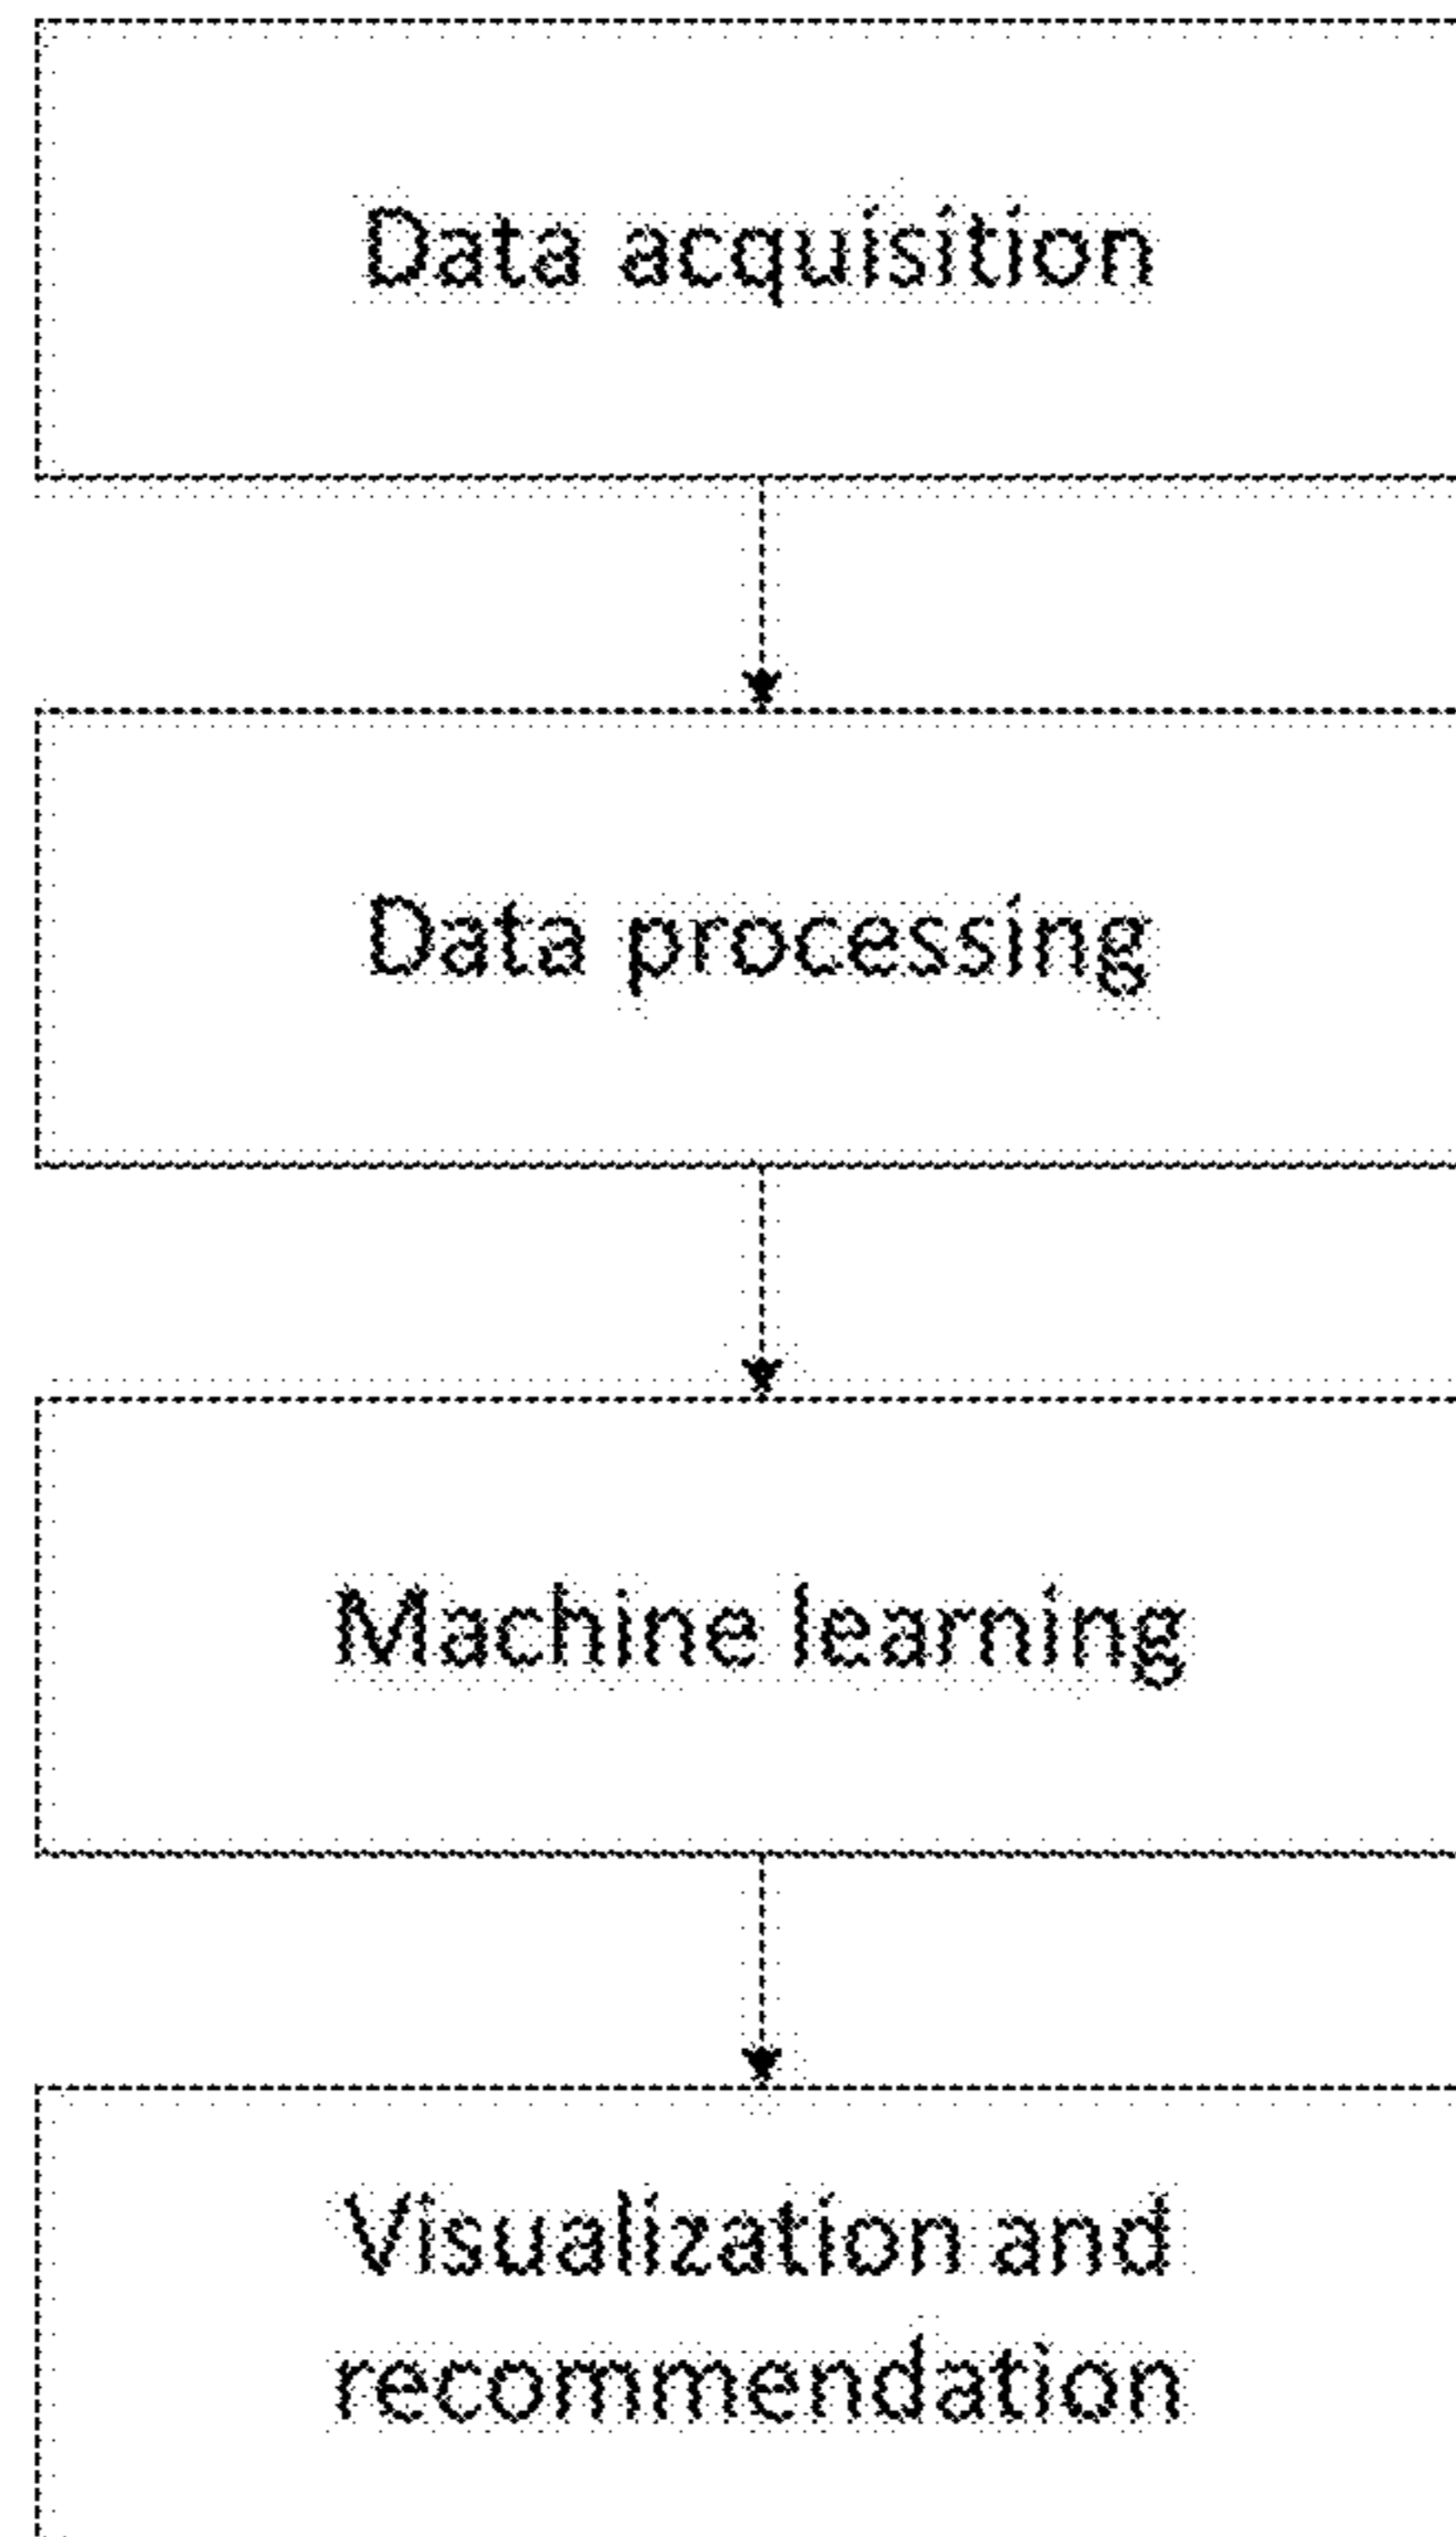 Data acquisition
Data processing
Machine learning
Visualization and
recommendation